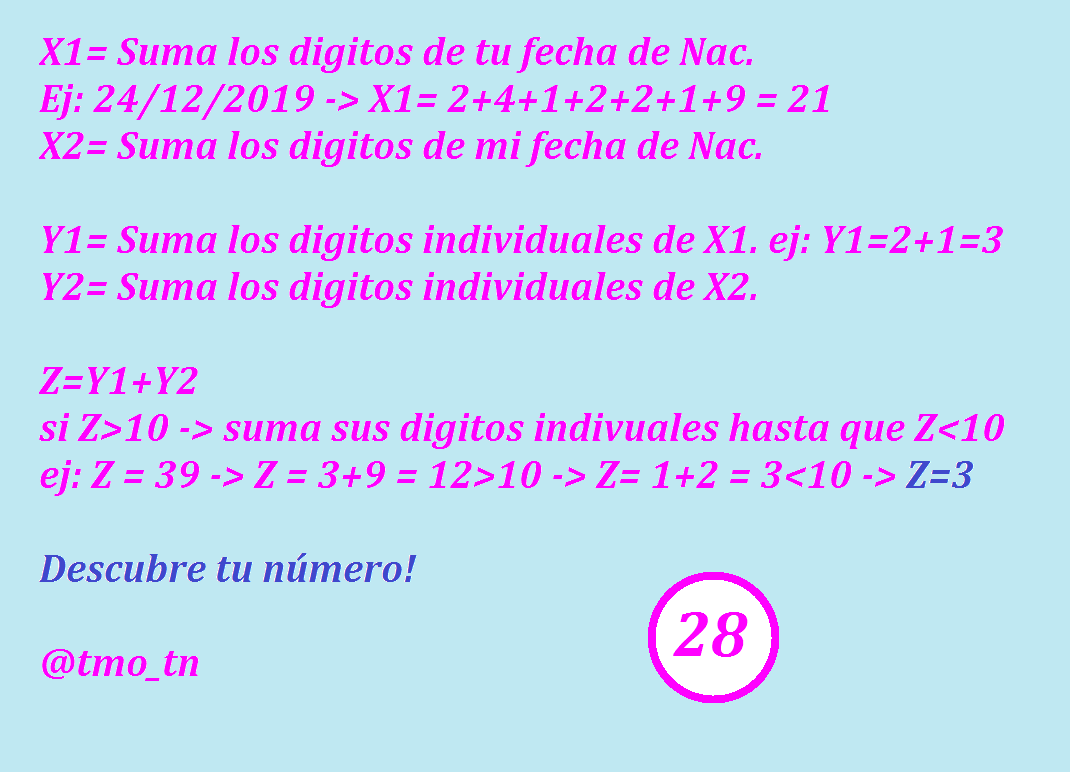 X1= Suma los digitos de tu fecha de Nac.
Ej: 24/12/2019 -> X1= 2+4+1+2+2+1+9 = 21
X2= Suma los digitos de mi fecha de Nac.
Y1= Suma los digitos individuales de X1. ej: Y1=2+1=3
Y2= Suma los digitos individuales de X2.
Z=Y1+Y2
si Z>10 -> suma sus digitos indivuales hasta que Z<10
ej: Z = 39 -> Z = 3+9 = 12>10 -> Z= 1+2 = 3<10 -> Z=3
Descubre tu número!
28
@tmo_tn